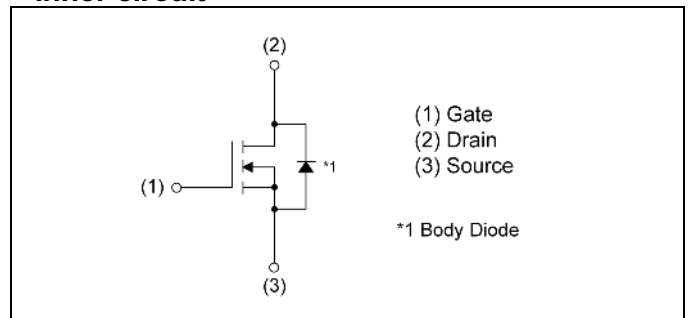 Inner circuit
(2)
(1) Gate
(2) Drain
(3) Source
*1
(1)
*1 Body Diode
(3)